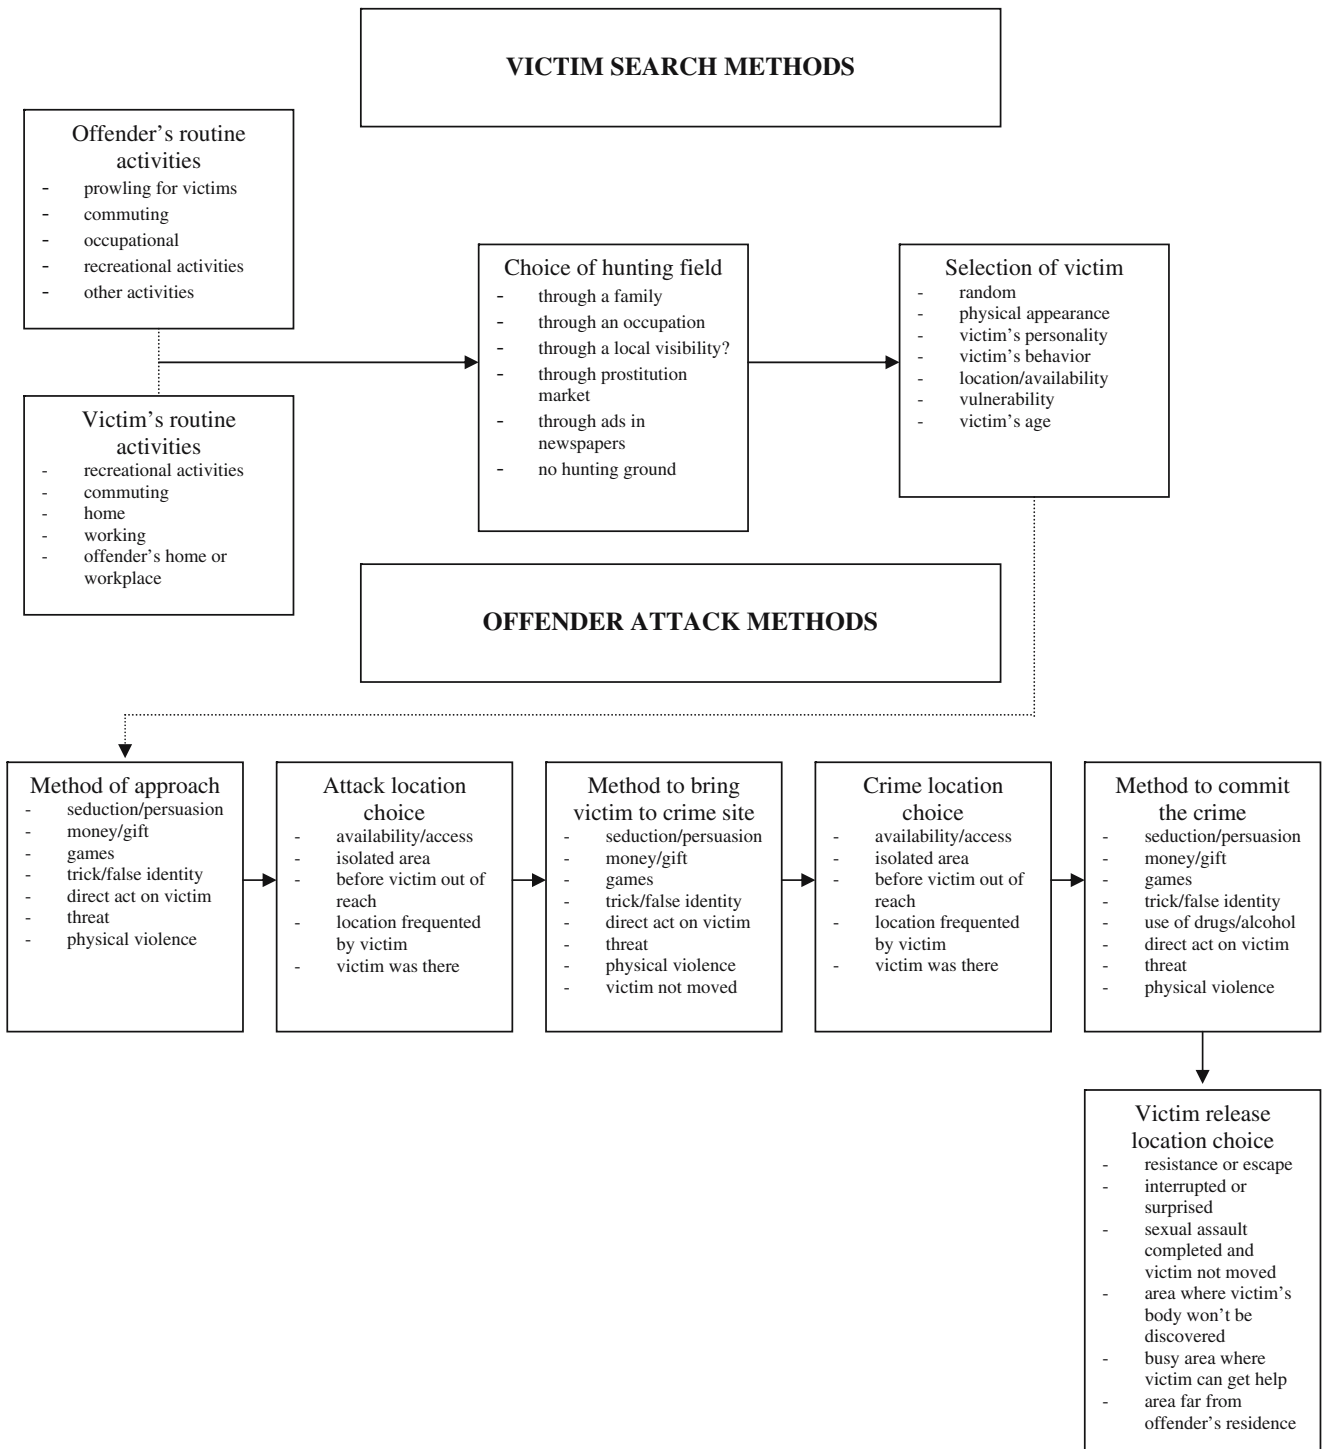 VICTIM SEARCH METHODS
Offender’s routine
activities
- prowling for victims
- commuting
- occupational
- recreational activities
- other activities
Victim’s routine
activities
- recreational activities
- commuting
- home
- working
- offender’s home or
workplace
Choice of hunting field
- through a family
- through an occupation
- through a local visibility?
- through prostitution
market
- through ads in
newspapers
- no hunting ground
Selection of victim
- random
- physical appearance
- victim’s personality
- victim’s behavior
- location/availability
- vulnerability
- victim’s age
OFFENDER ATTACK METHODS
Method of approach
- seduction/persuasion
- money/gift
- games
- trick/false identity
- direct act on victim
- threat
- physical violence
Attack location
choice
- availability/access
- isolated area
- before victim out of
reach
- location frequented
by victim
- victim was there
Method to bring
victim to crime site
- seduction/persuasion
- money/gift
- games
- trick/false identity
- direct act on victim
- threat
- physical violence
- victim not moved
Crime location
choice
- availability/access
- isolated area
- before victim out of
reach
- location frequented
by victim
- victim was there
Method to commit
the crime
- seduction/persuasion
- money/gift
- games
- trick/false identity
- use of drugs/alcohol
- direct act on victim
- threat
- physical violence
Victim release
location choice
- resistance or escape
- interrupted or
surprised
- sexual assault
completed and
victim not moved
- area where victim’s
body won’t be
discovered
- busy area where
victim can get help
- area far from
offender’s residence